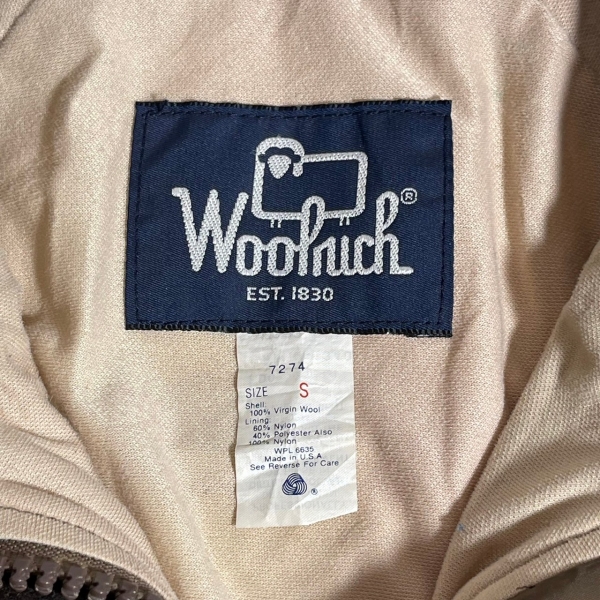 Woolrich®
EST. 1830
7274
SIZE S
Shell:
100% Virgin Wool
Lining:
60% Nylon
40% Polyester Also
100% Nylon
WPL 6635
Made in U.S.A.
See Reverse For Care
®